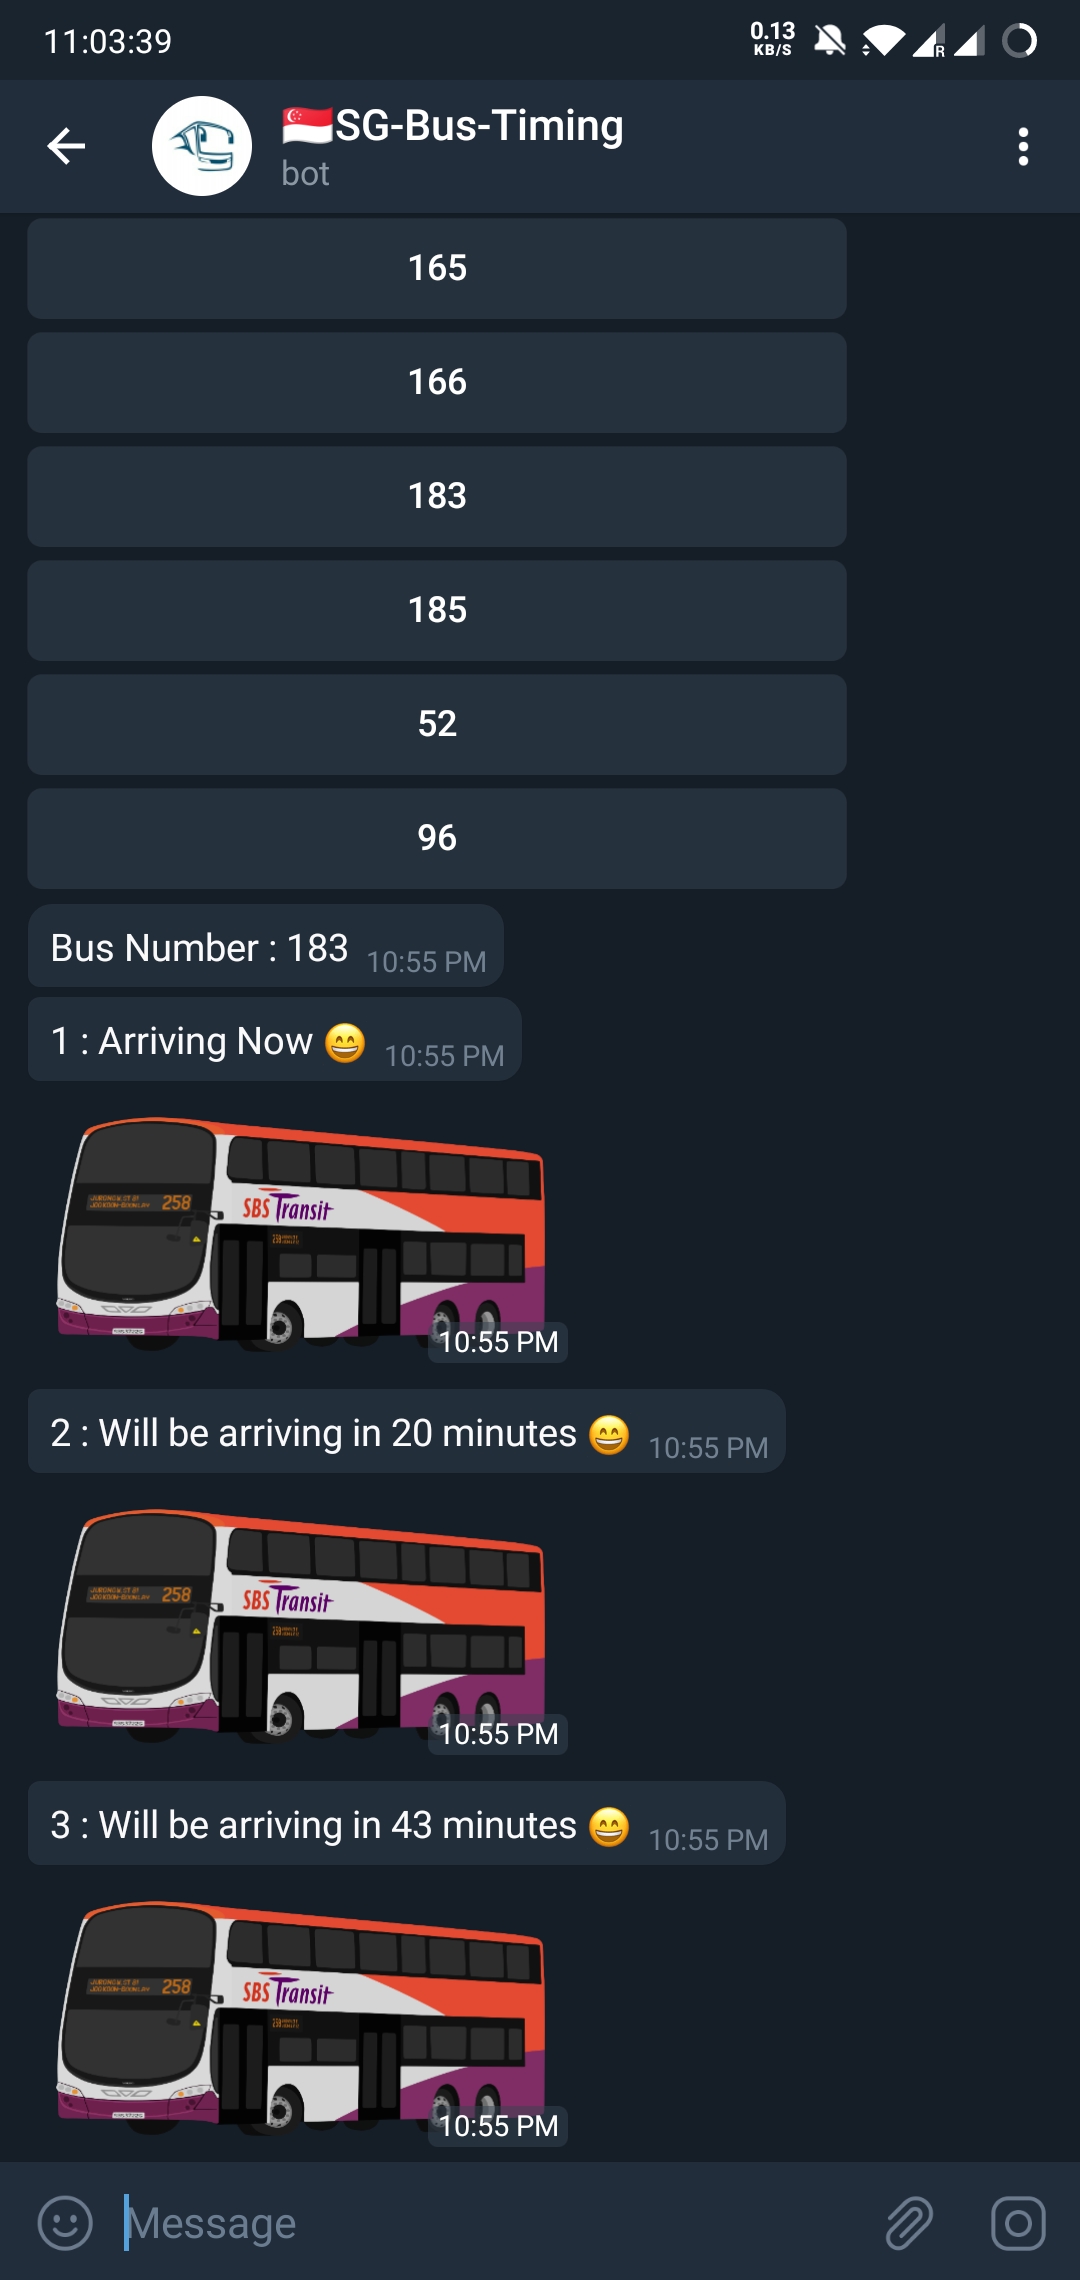 11:03:39
0.13
KB/S
R
🇸🇬SG-Bus-Timing
bot
165
166
183
185
52
96
Bus Number : 183 10:55 PM
1 : Arriving Now 😄 10:55 PM
258
SBS Transit
10:55 PM
2 : Will be arriving in 20 minutes 😄 10:55 PM
258
SBS Transit
10:55 PM
3 : Will be arriving in 43 minutes 😄 10:55 PM
258
SBS Transit
10:55 PM
Message